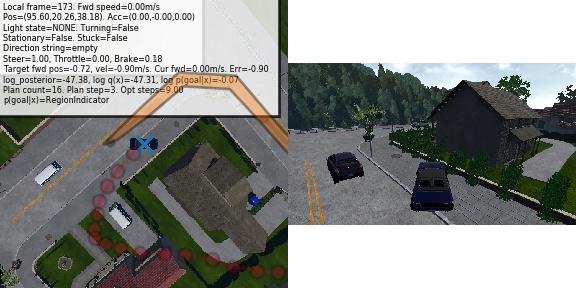 Local frame=173. Fwd speed=0.00m/s
Pos=(95.60,20.26,38.18). Acc=(0.00,-0.00,0.00)
Light state=NONE. Turning=False
Stationary=False. Stuck=False
Direction string=empty
Steer=1.00, Throttle=0.00, Brake=0.18
Target fwd pos=-0.72, vel=-0.90m/s. Cur fwd=0.00m/s. Err=-0.90
log_posterior=-47.38, log q(x)=-47.31, log p(goal|x)=-0.07
Plan count=16. Plan step=3. Opt steps=9.00
p(goal|x)=RegionIndicator